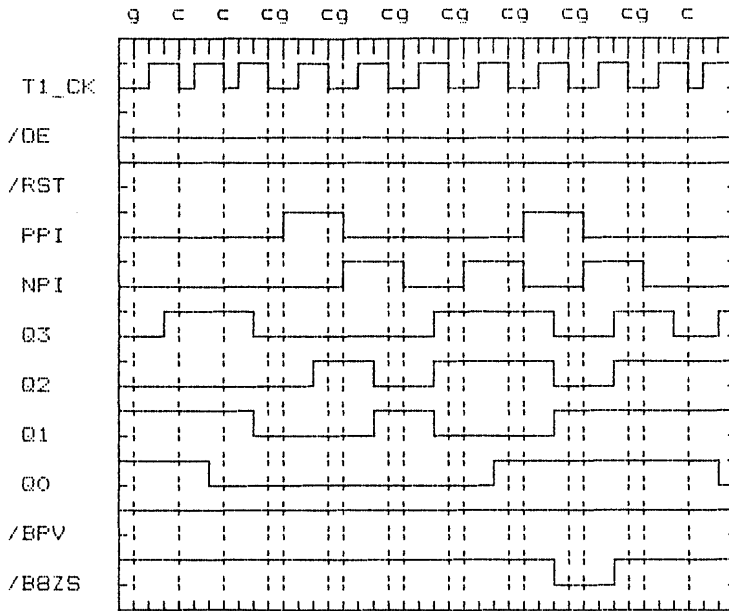 g c c cg cg cg cg cg cg cg c
T1_CK
/OE
/RST
PPI
NPI
Q3
Q2
Q1
Q0
/BPV
/B8ZS